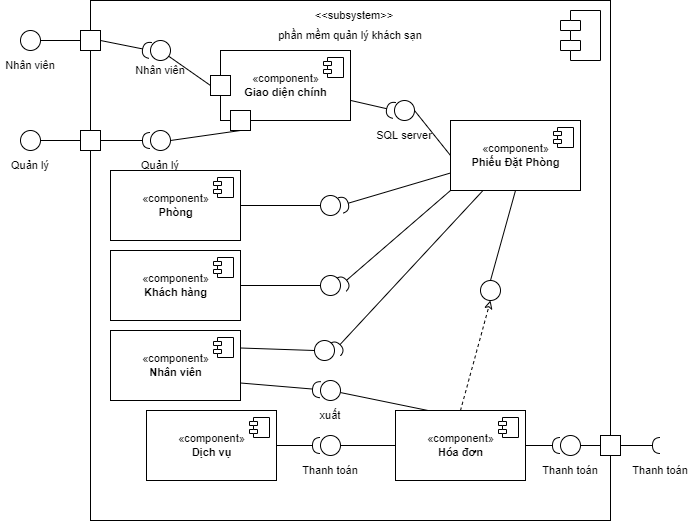 <<subsystem>>
phần mềm quản lý khách sạn
Nhân viên
Nhân viên
«component»
Giao diện chính
SQL server
Quản lý
Quản lý
«component»
Phiếu Đặt Phòng
«component»
Phòng
«component»
Khách hàng
«component»
Nhân viên
xuất
«component»
Dịch vụ
Thanh toán
«component»
Hóa đơn
Thanh toán
Thanh toán